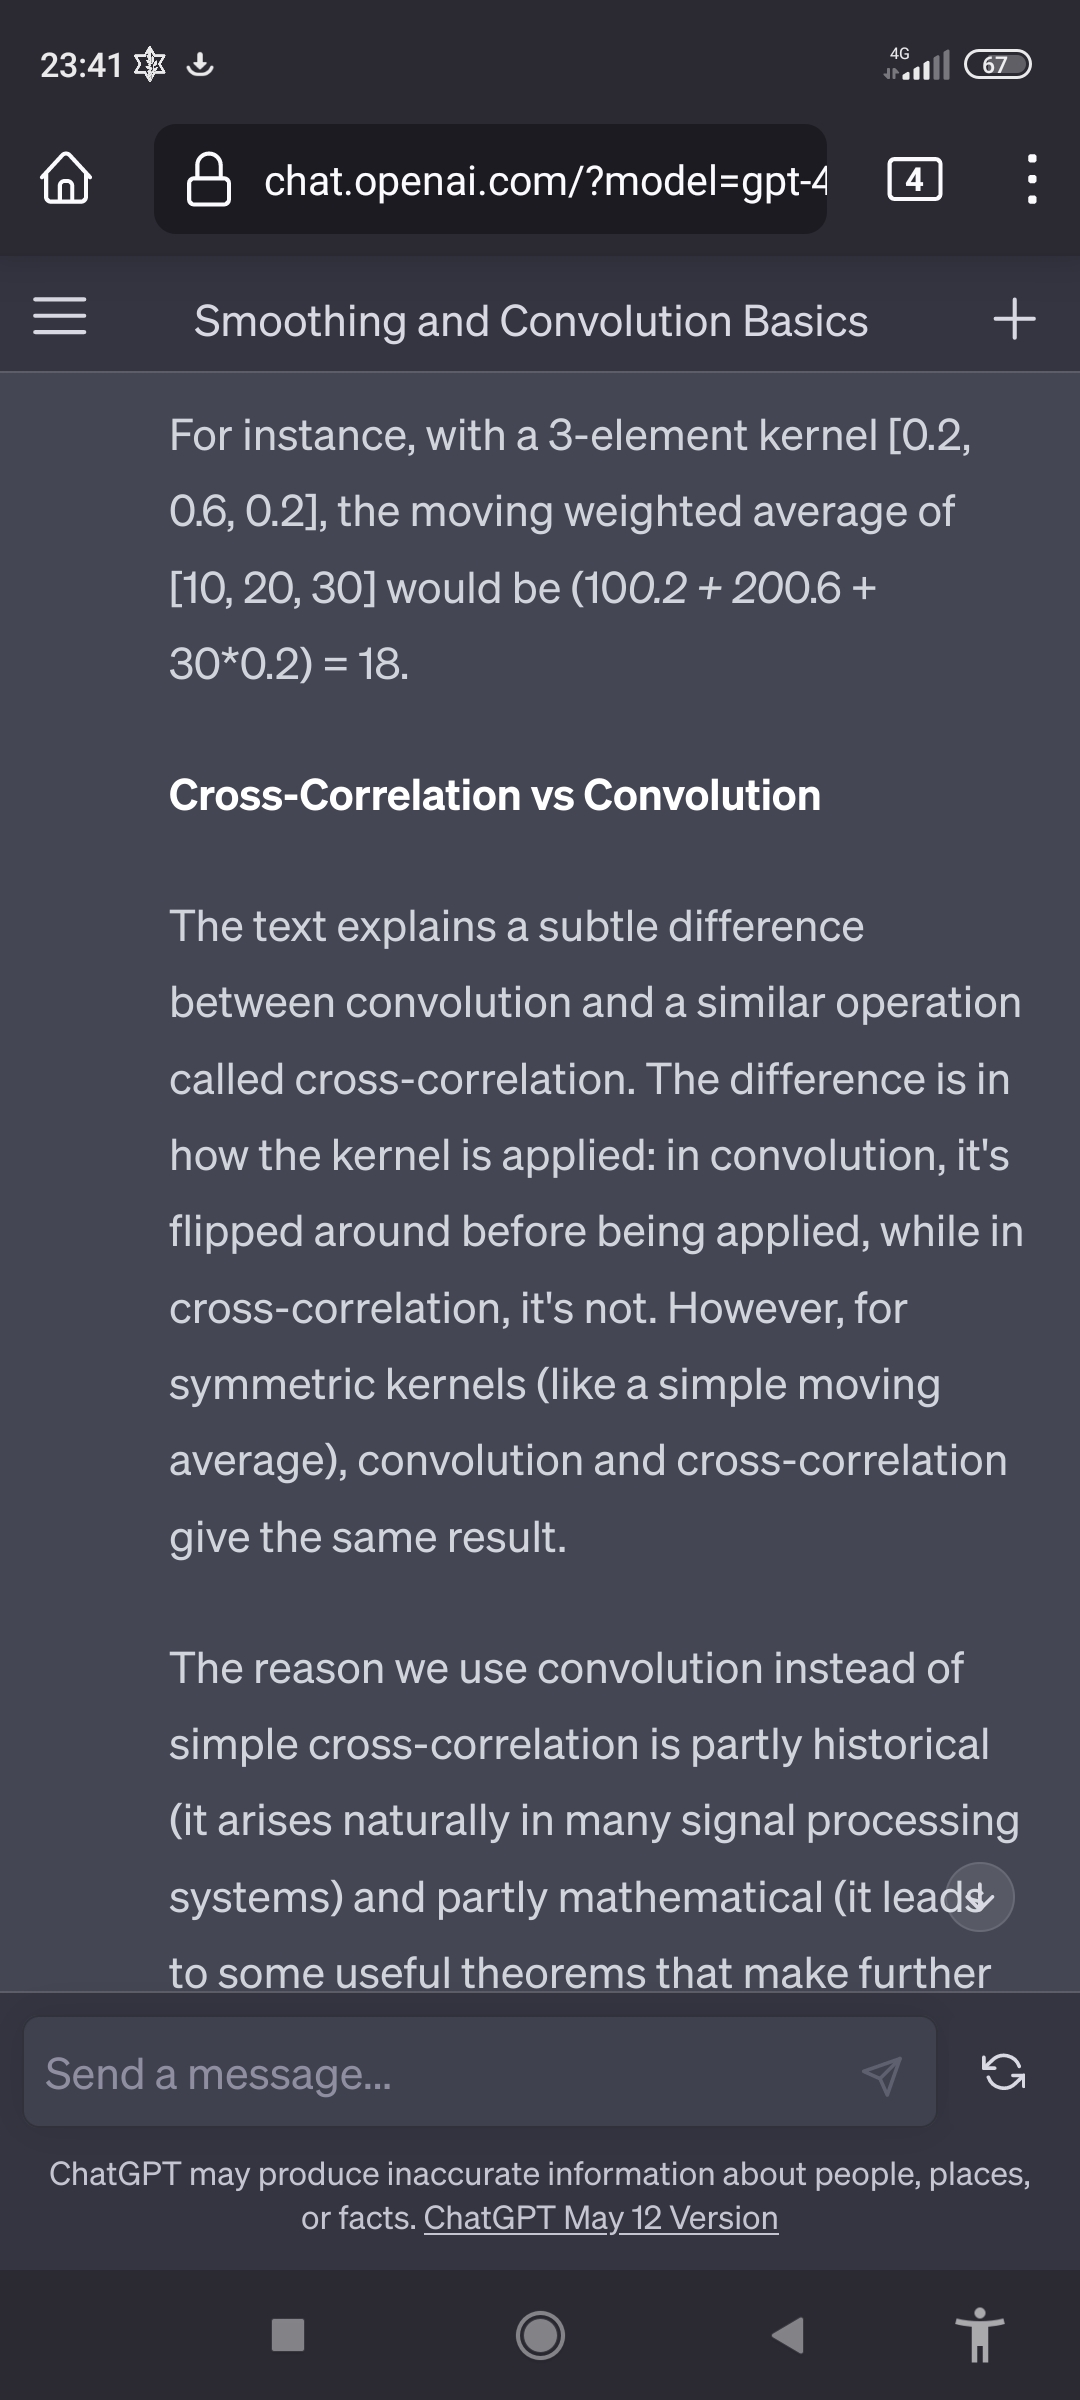 23:41
4G
67
chat.openai.com/?model=gpt-4
4
Smoothing and Convolution Basics
For instance, with a 3-element kernel [0.2,
0.6, 0.2], the moving weighted average of
[10, 20, 30] would be (100.2 + 200.6 +
30*0.2) = 18.
Cross-Correlation vs Convolution
The text explains a subtle difference
between convolution and a similar operation
called cross-correlation. The difference is in
how the kernel is applied: in convolution, it's
flipped around before being applied, while in
cross-correlation, it's not. However, for
symmetric kernels (like a simple moving
average), convolution and cross-correlation
give the same result.
The reason we use convolution instead of
simple cross-correlation is partly historical
(it arises naturally in many signal processing
systems) and partly mathematical (it leads
to some useful theorems that make further
Send a message...
ChatGPT may produce inaccurate information about people, places,
or facts. ChatGPT May 12 Version